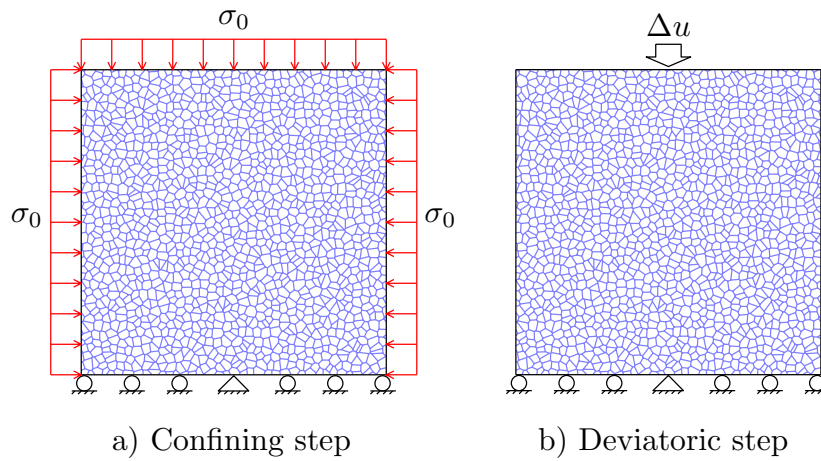 σ₀
Δu
σ₀
σ₀
a) Confining step
b) Deviatoric step